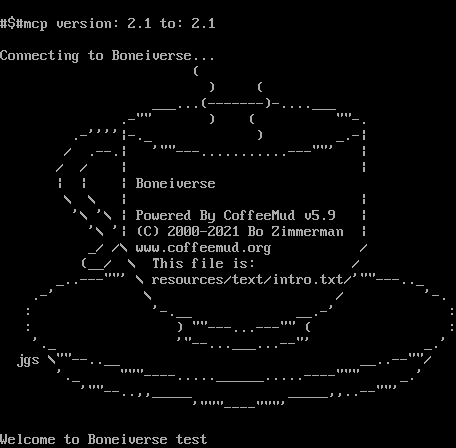 #$#mcp version: 2.1 to: 2.1
Connecting to Boneiverse...
Boneiverse
Powered By CoffeeMud v5.9
(C) 2000-2021 Bo Zimmerman
www.coffeemud.org
This file is:
resources/text/intro.txt
jgs
Welcome to Boneiverse test